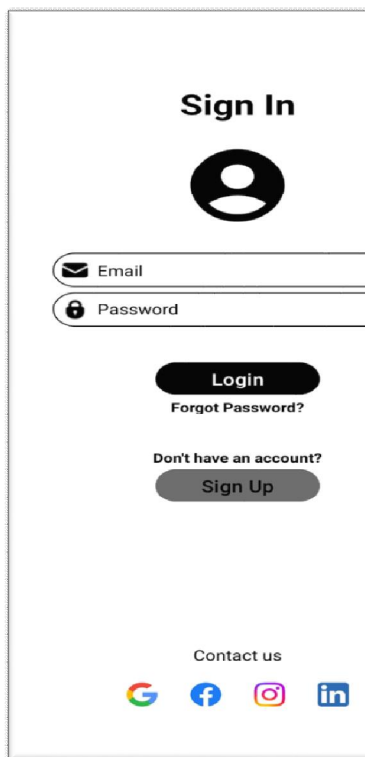 Sign In
Email
Password
Login
Forgot Password?
Don't have an account?
Sign Up
Contact us